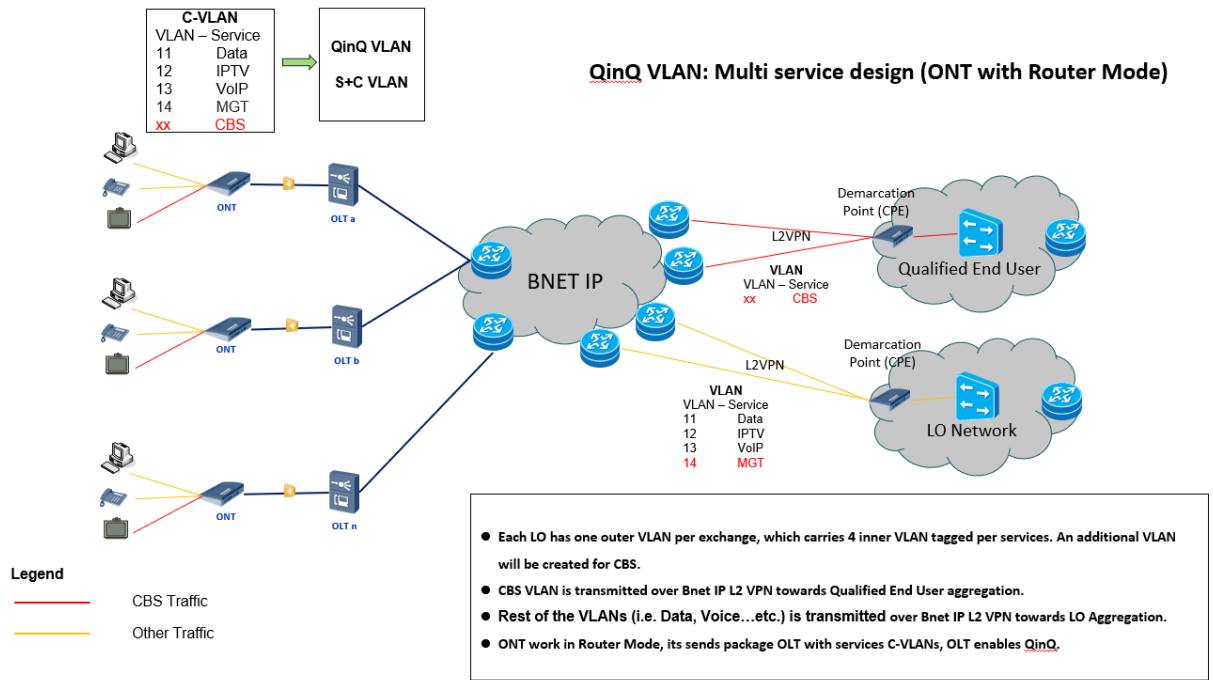 C-VLAN
VLAN – Service
11 Data
12 IPTV
13 VoIP
14 MGT
xx CBS
QinQ VLAN
S+C VLAN
QinQ VLAN: Multi service design (ONT with Router Mode)
ONT
OLT a
ONT
OLT b
ONT
OLT n
BNET IP
L2VPN
VLAN
VLAN – Service
xx CBS
Demarcation
Point (CPE)
Qualified End User
L2VPN
VLAN
VLAN – Service
11 Data
12 IPTV
13 VoIP
14 MGT
Demarcation
Point (CPE)
LO Network
Legend
CBS Traffic
Other Traffic
● Each LO has one outer VLAN per exchange, which carries 4 inner VLAN tagged per services. An additional VLAN
will be created for CBS.
● CBS VLAN is transmitted over Bnet IP L2 VPN towards Qualified End User aggregation.
● Rest of the VLANs (i.e. Data, Voice…etc.) is transmitted over Bnet IP L2 VPN towards LO Aggregation.
● ONT work in Router Mode, its sends package OLT with services C-VLANs, OLT enables QinQ.